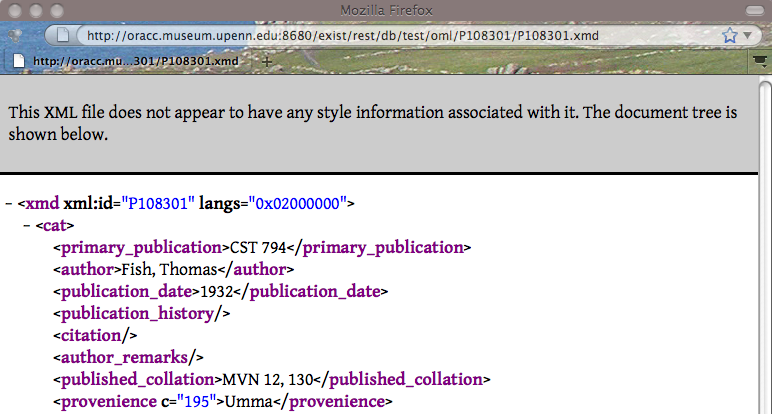 Mozilla Firefox
http://oracc.museum.upenn.edu:8680/exist/rest/db/test/oml/P108301/P108301.xmd
http://oracc.mu...301/P108301.xmd
This XML file does not appear to have any style information associated with it. The document tree is
shown below.
– <xmd xml:id="P108301" langs="0x02000000">
– <cat>
<primary_publication>CST 794</primary_publication>
<author>Fish, Thomas</author>
<publication_date>1932</publication_date>
<publication_history/>
<citation/>
<author_remarks/>
<published_collation>MVN 12, 130</published_collation>
<provenience c="195">Umma</provenience>